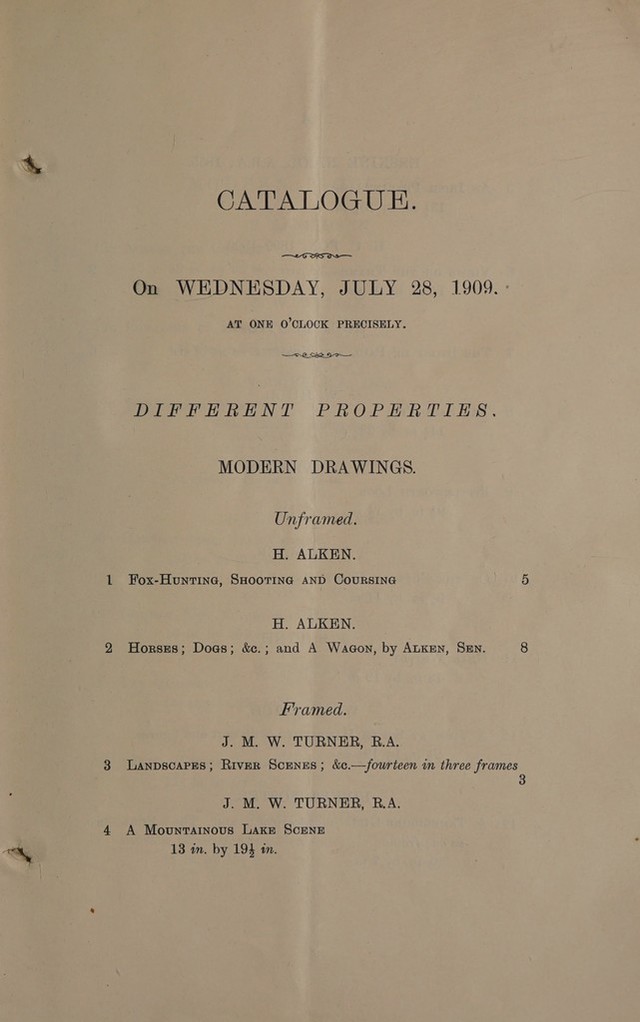 CATALOGUE.
On WEDNESDAY, JULY 28, 1909.
AT ONE O'CLOCK PRECISELY.
DIFFERENT PROPERTIES.
MODERN DRAWINGS.
Unframed.
H. ALKEN.
1 Fox-Hunting, Shooting and Coursing 5
H. ALKEN.
2 Horses; Dogs; &c.; and A Wagon, by Alken, Sen. 8
Framed.
J. M. W. TURNER, R.A.
3 Landscapes; River Scenes; &c.—fourteen in three frames
3
J. M. W. TURNER, R.A.
4 A Mountainous Lake Scene
13 in. by 19½ in.